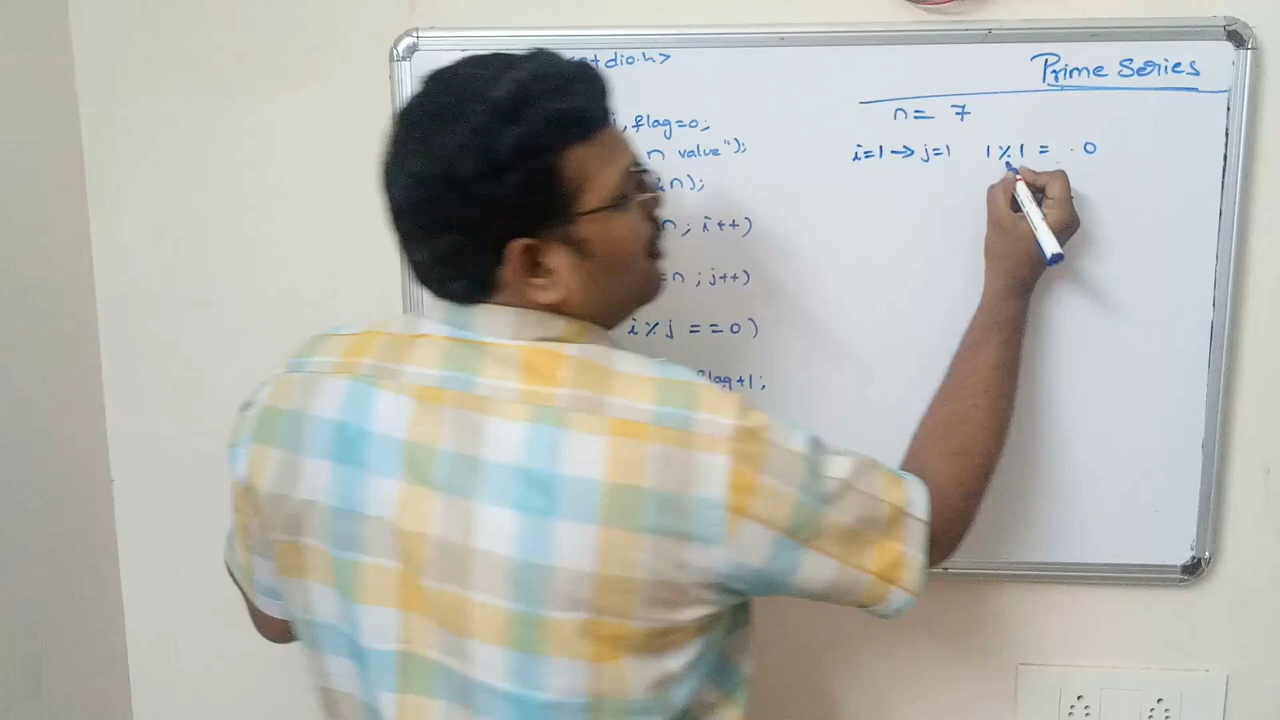 <stdio.h>
Prime Series
flag=0;
n value");
n= 7
i=1 → j=1 1%1 = 0
&n);
n; i++)
=n; j++)
i%j ==0)
flag+1;